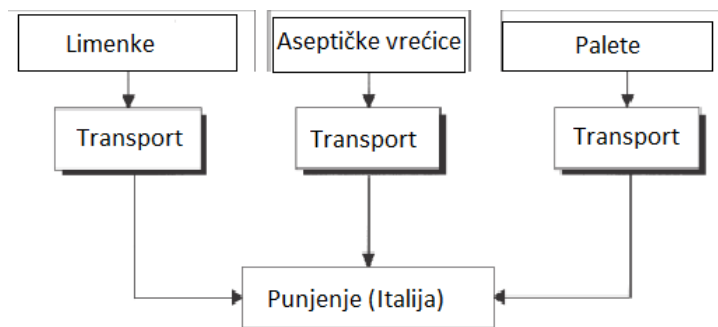 Limenke
Aseptičke vrećice
Palete
Transport
Transport
Transport
Punjenje (Italija)